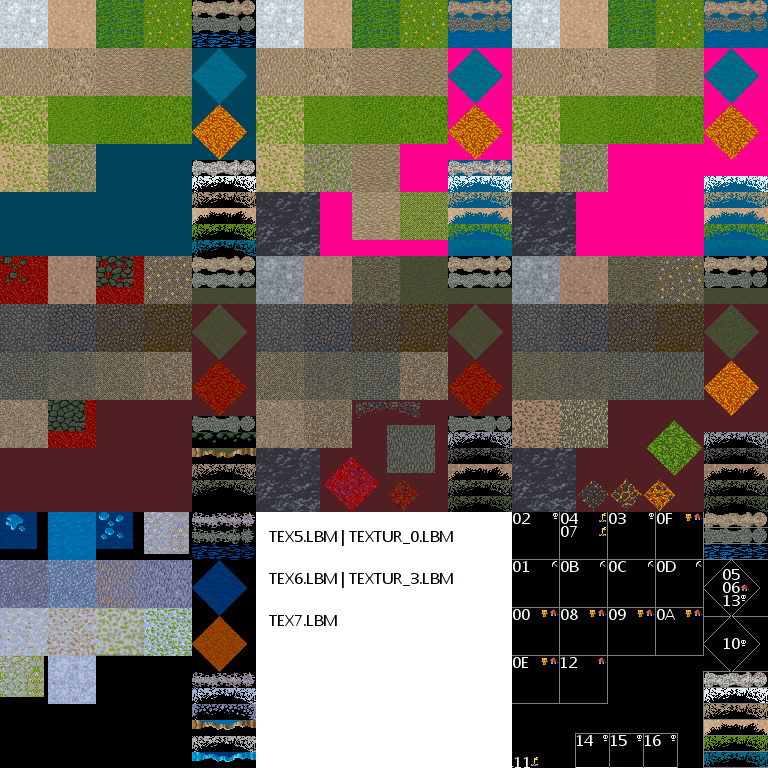 TEX5.LBM | TEXTUR_0.LBM
TEX6.LBM | TEXTUR_3.LBM
TEX7.LBM
02 04 03 0F
07
01 0B 0C 0D
05
06
13
00 08 09 0A
10
0E 12
14 15 16
11